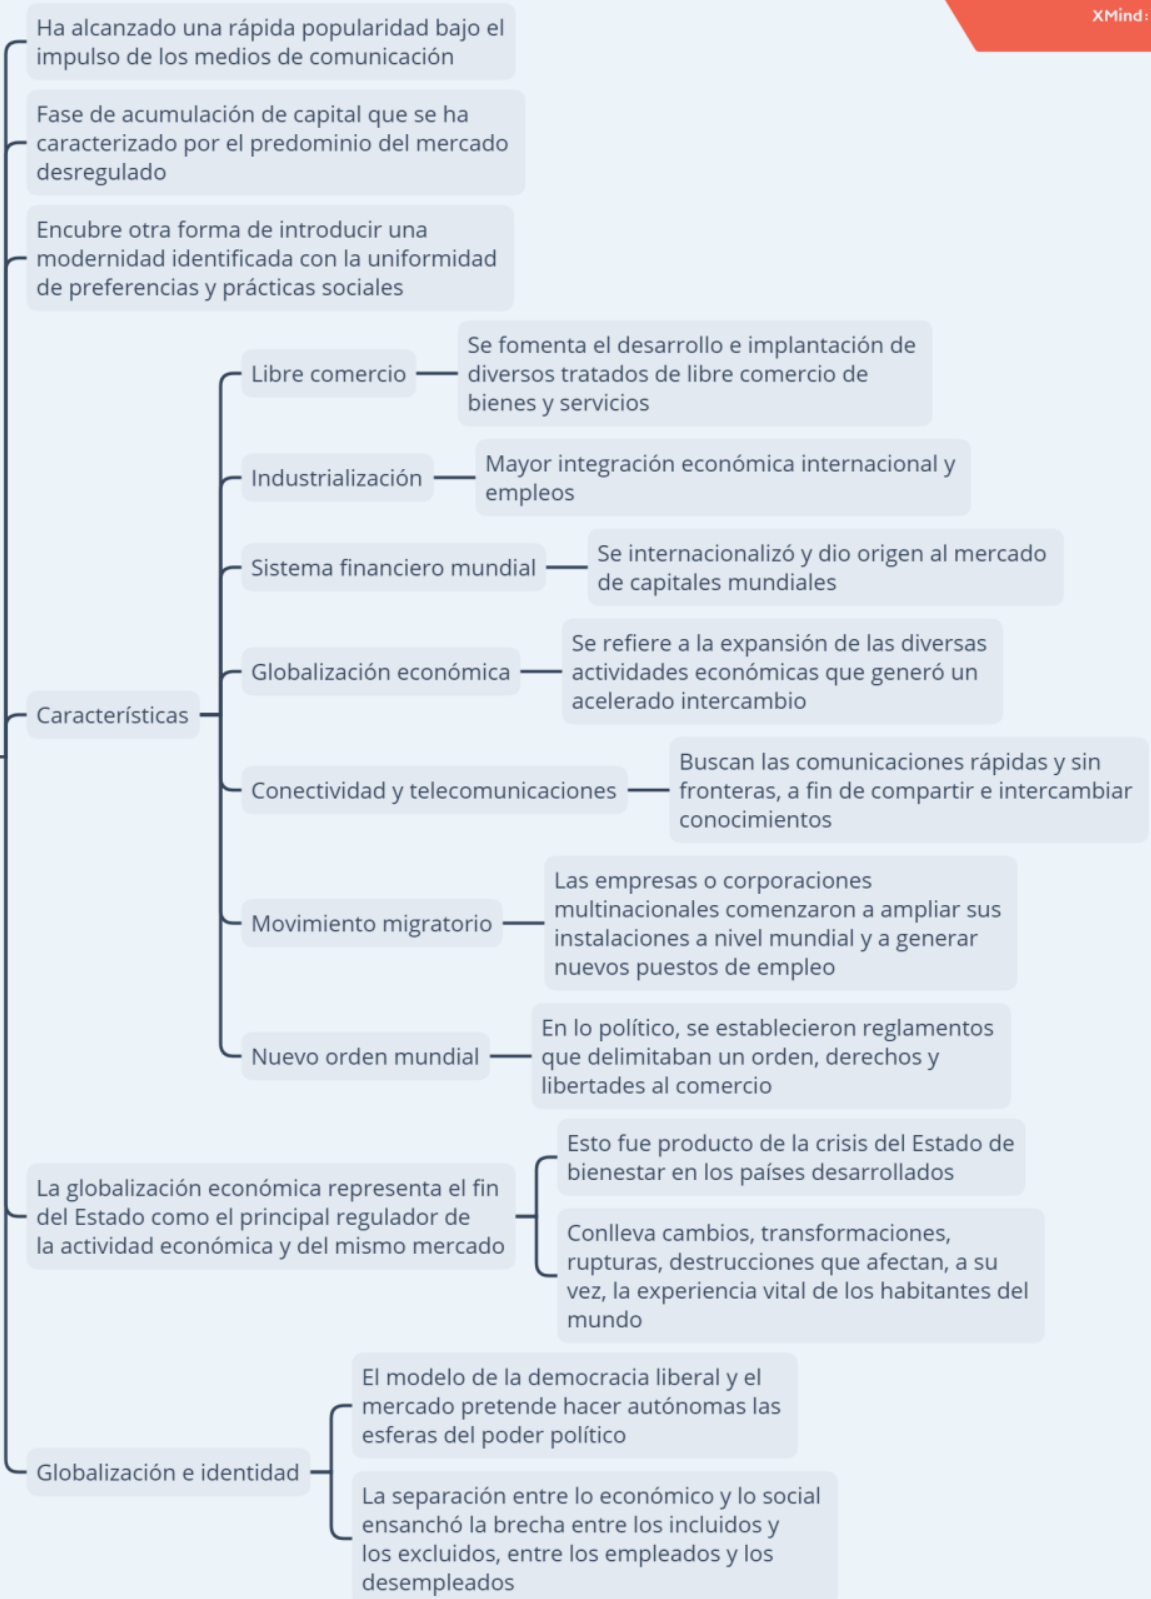 XMind:
Ha alcanzado una rápida popularidad bajo el
impulso de los medios de comunicación
Fase de acumulación de capital que se ha
caracterizado por el predominio del mercado
desregulado
Encubre otra forma de introducir una
modernidad identificada con la uniformidad
de preferencias y prácticas sociales
Características
Libre comercio
Se fomenta el desarrollo e implantación de
diversos tratados de libre comercio de
bienes y servicios
Industrialización
Mayor integración económica internacional y
empleos
Sistema financiero mundial
Se internacionalizó y dio origen al mercado
de capitales mundiales
Globalización económica
Se refiere a la expansión de las diversas
actividades económicas que generó un
acelerado intercambio
Conectividad y telecomunicaciones
Buscan las comunicaciones rápidas y sin
fronteras, a fin de compartir e intercambiar
conocimientos
Movimiento migratorio
Las empresas o corporaciones
multinacionales comenzaron a ampliar sus
instalaciones a nivel mundial y a generar
nuevos puestos de empleo
Nuevo orden mundial
En lo político, se establecieron reglamentos
que delimitaban un orden, derechos y
libertades al comercio
La globalización económica representa el fin
del Estado como el principal regulador de
la actividad económica y del mismo mercado
Esto fue producto de la crisis del Estado de
bienestar en los países desarrollados
Conlleva cambios, transformaciones,
rupturas, destrucciones que afectan, a su
vez, la experiencia vital de los habitantes del
mundo
Globalización e identidad
El modelo de la democracia liberal y el
mercado pretende hacer autónomas las
esferas del poder político
La separación entre lo económico y lo social
ensanchó la brecha entre los incluidos y
los excluidos, entre los empleados y los
desempleados